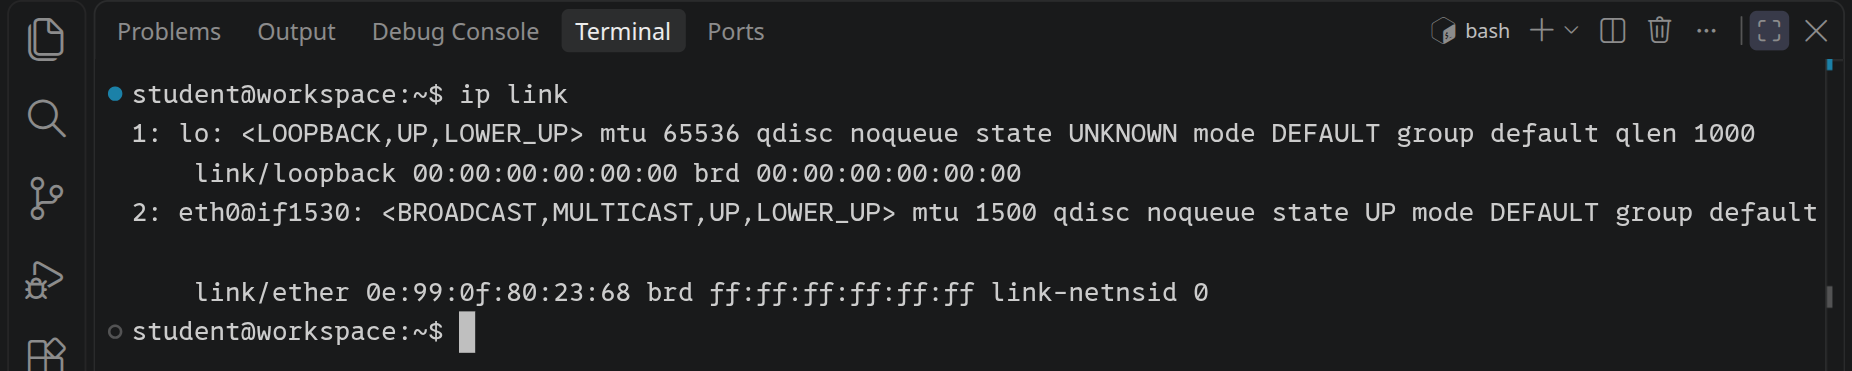 Problems Output Debug Console Terminal Ports bash
student@workspace:~$ ip link
1: lo: <LOOPBACK,UP,LOWER_UP> mtu 65536 qdisc noqueue state UNKNOWN mode DEFAULT group default qlen 1000
link/loopback 00:00:00:00:00:00 brd 00:00:00:00:00:00
2: eth0@if1530: <BROADCAST,MULTICAST,UP,LOWER_UP> mtu 1500 qdisc noqueue state UP mode DEFAULT group default
link/ether 0e:99:0f:80:23:68 brd ff:ff:ff:ff:ff:ff link-netnsid 0
student@workspace:~$